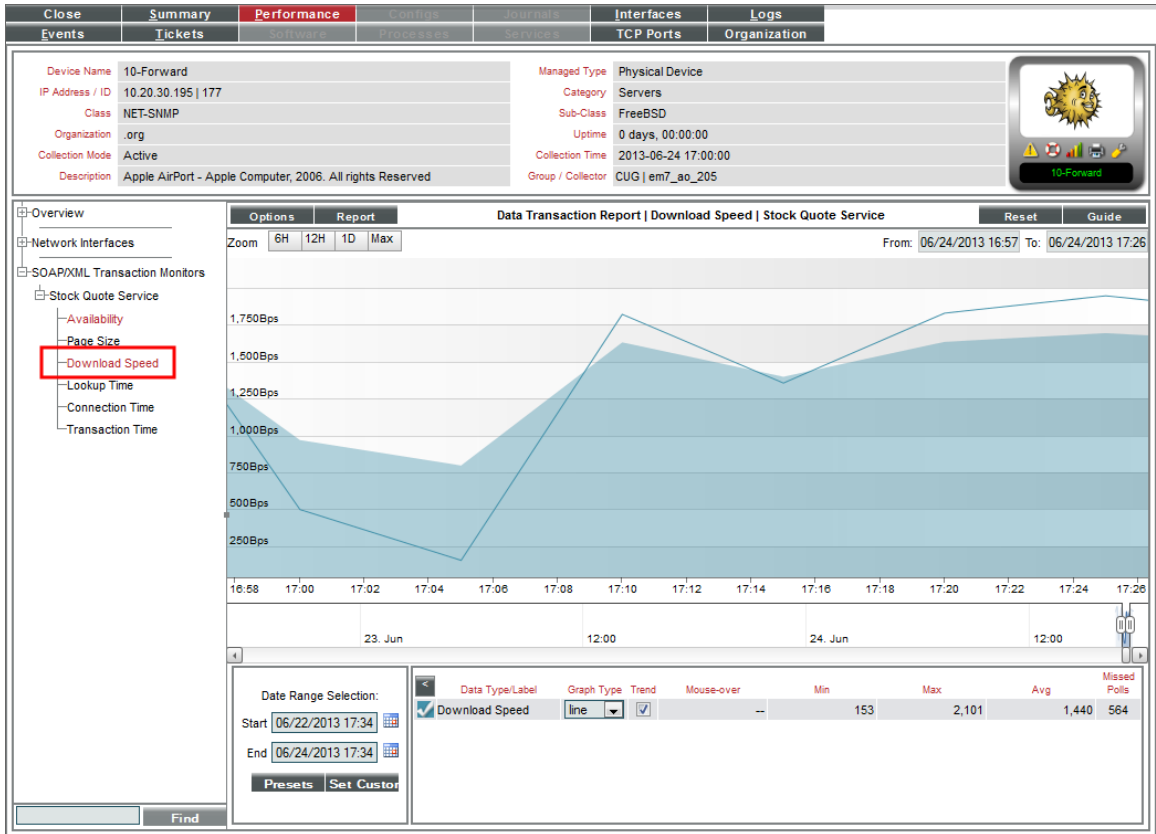 Close Summary Performance Configs Journals Interfaces Logs
Events Tickets Software Processes Services TCP Ports Organization
Device Name 10-Forward Managed Type Physical Device
IP Address / ID 10.20.30.195 | 177 Category Servers
Class NET-SNMP Sub-Class FreeBSD
Organization .org Uptime 0 days, 00:00:00
Collection Mode Active Collection Time 2013-06-24 17:00:00
Description Apple AirPort - Apple Computer, 2006. All rights Reserved Group / Collector CUG | em7_ao_205
10-Forward
Overview
Network Interfaces
SOAP/XML Transaction Monitors
Stock Quote Service
Availability
Page Size
Download Speed
Lookup Time
Connection Time
Transaction Time
Find
Options Report Data Transaction Report | Download Speed | Stock Quote Service Reset Guide
Zoom 6H 12H 1D Max From: 06/24/2013 16:57 To: 06/24/2013 17:26
1,750Bps
1,500Bps
1,250Bps
1,000Bps
750Bps
500Bps
250Bps
16:58 17:00 17:02 17:04 17:06 17:08 17:10 17:12 17:14 17:16 17:18 17:20 17:22 17:24 17:26
23. Jun 12:00 24. Jun 12:00
Date Range Selection:
Start 06/22/2013 17:34
End 06/24/2013 17:34
Presets Set Custor
< Data Type/Label Graph Type Trend Mouse-over Min Max Avg Missed Polls
Download Speed line -- 153 2,101 1,440 564